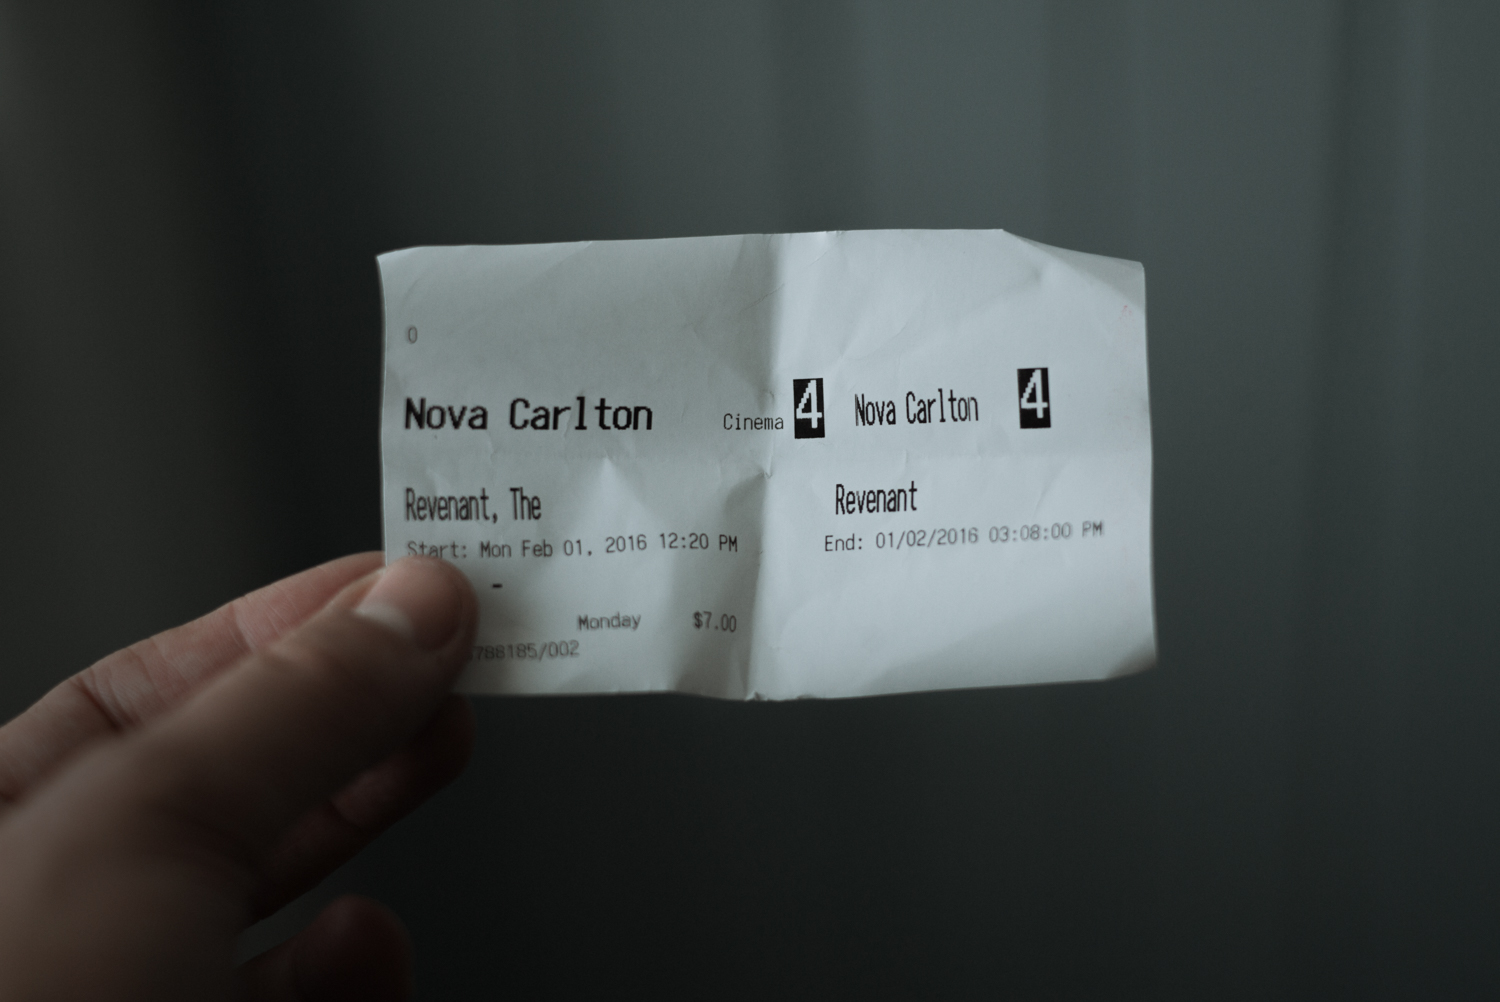 0
Nova Carlton Cinema 4
Revenant, The
Start: Mon Feb 01, 2016 12:20 PM
-
Monday $7.00
788185/002
Nova Carlton 4
Revenant
End: 01/02/2016 03:08:00 PM